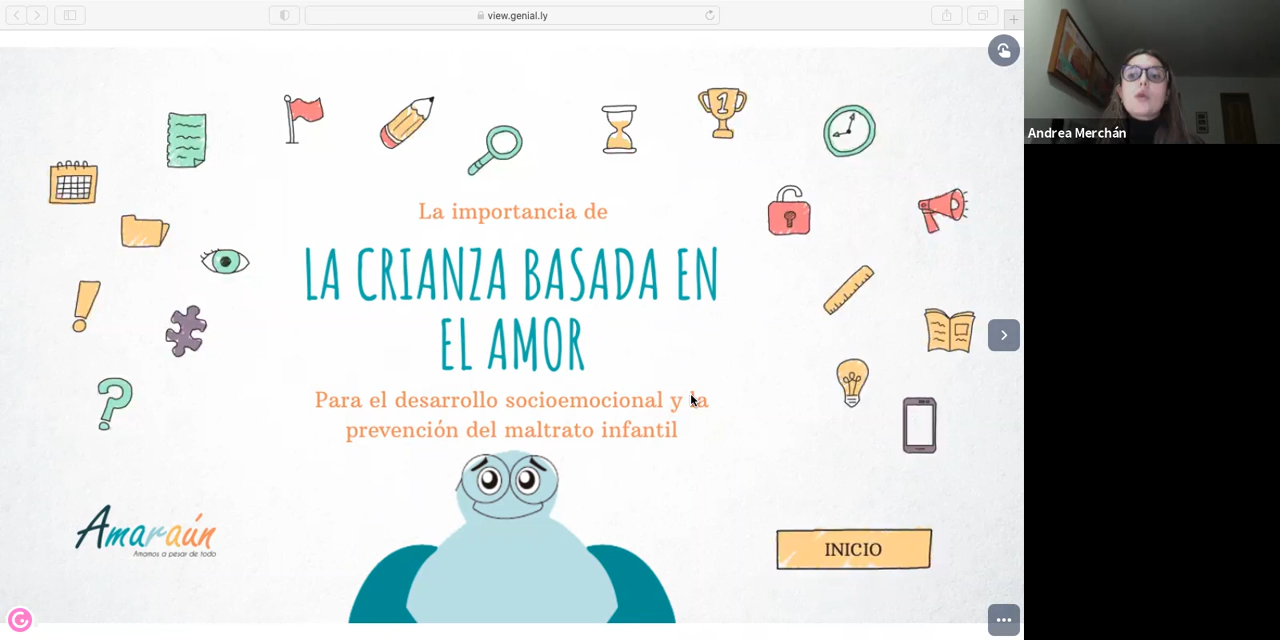 view.genial.ly
Andrea Merchán
1
La importancia de
LA CRIANZA BASADA EN
EL AMOR
Para el desarrollo socioemocional y la
prevención del maltrato infantil
Amaraún
Amamos a pesar de todo
INICIO